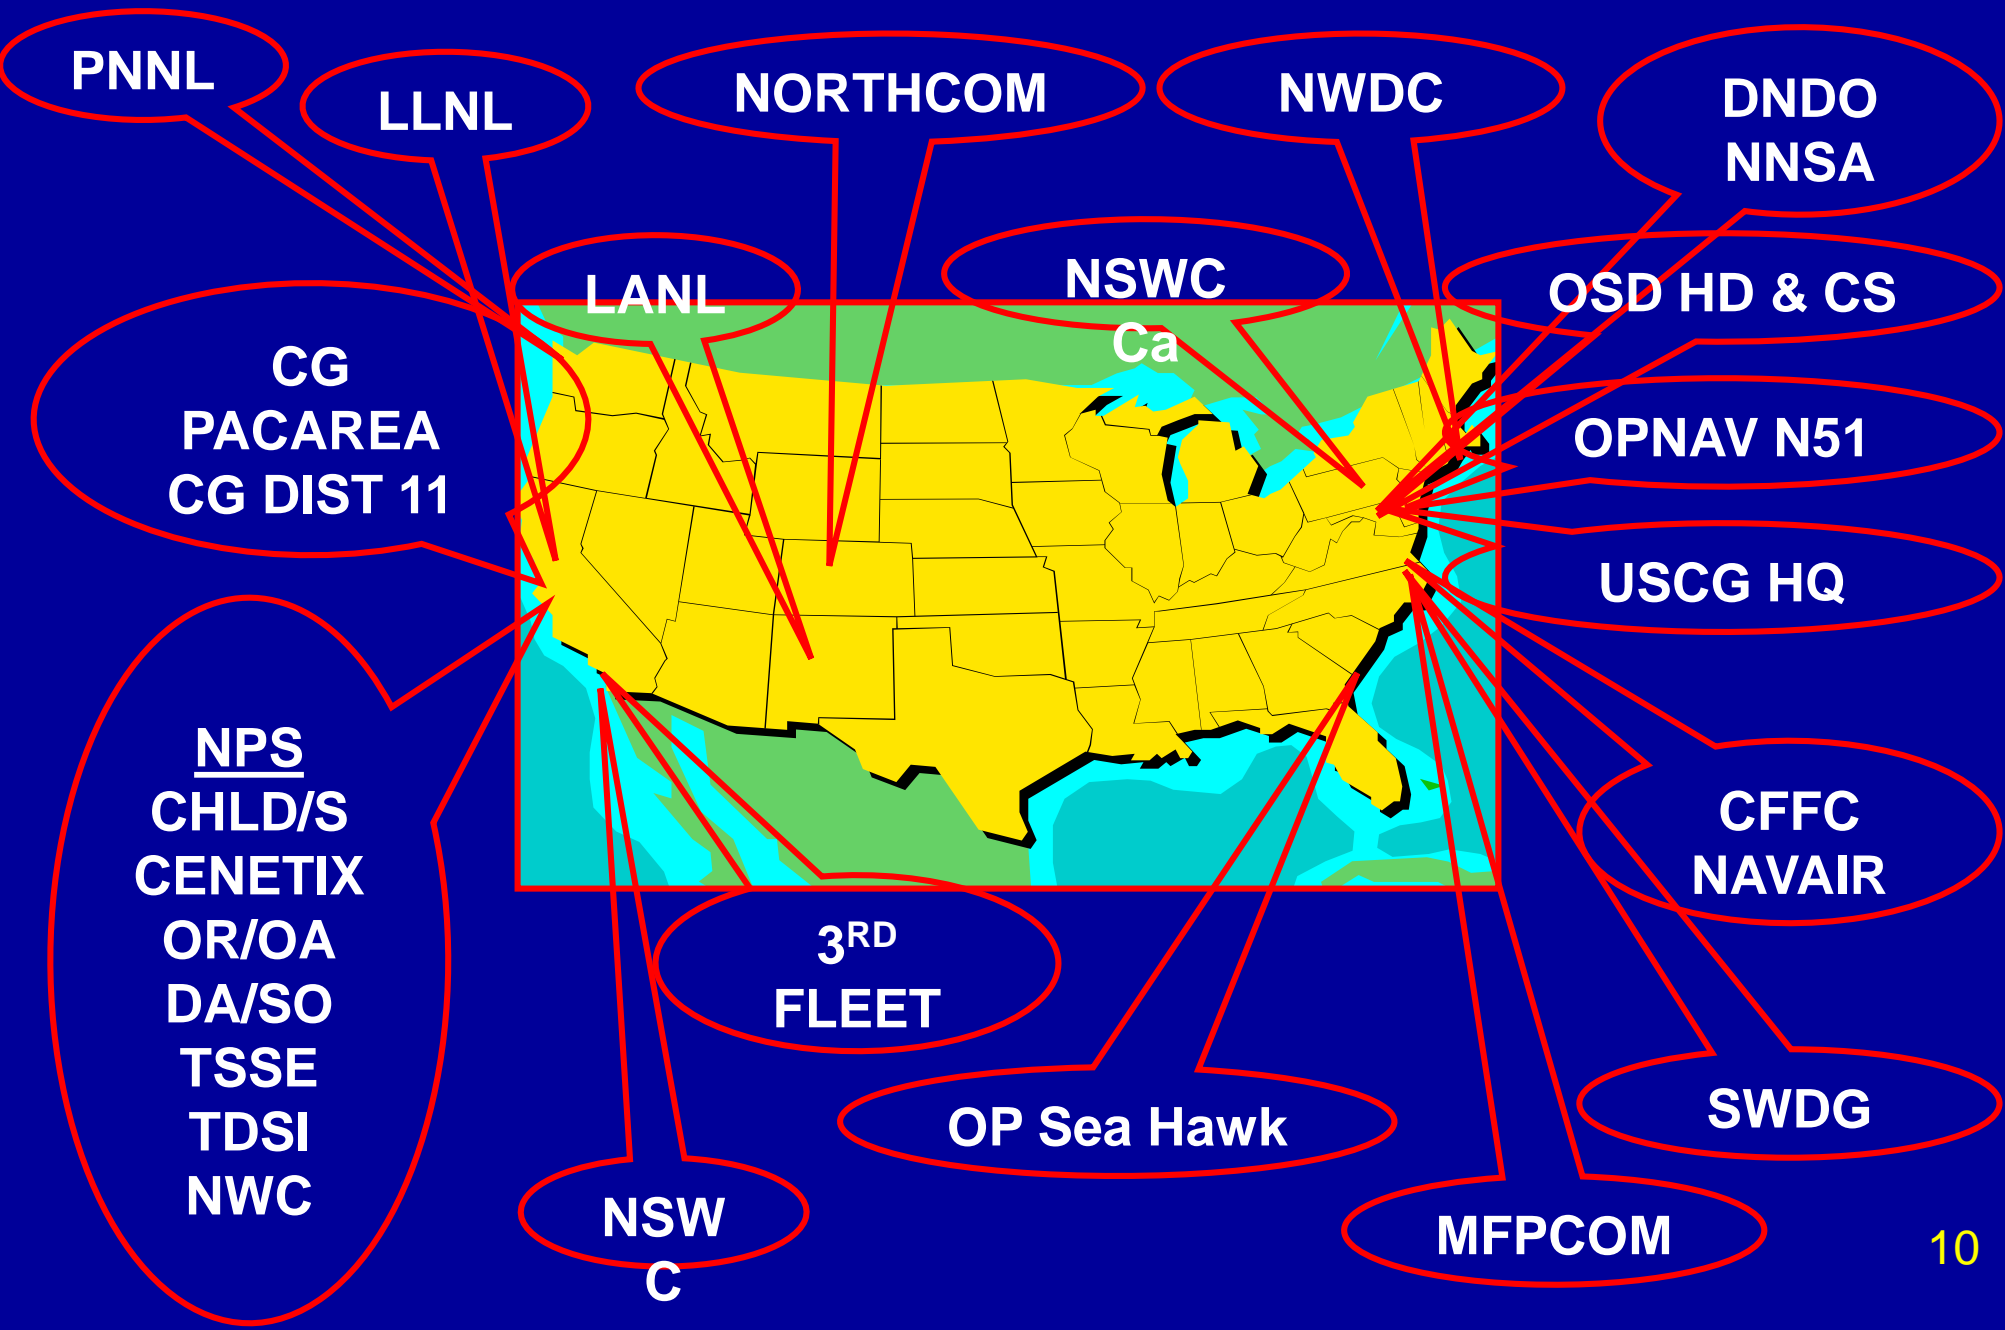 PNNL
LLNL
NORTHCOM
NWDC
DNDO
NNSA
LANL
NSWC
Ca
OSD HD & CS
CG
PACAREA
CG DIST 11
OPNAV N51
USCG HQ
NPS
CHLD/S
CENETIX
OR/OA
DA/SO
TSSE
TDSI
NWC
CFFC
NAVAIR
3RD
FLEET
OP Sea Hawk
SWDG
NSW
C
MFPCOM
10